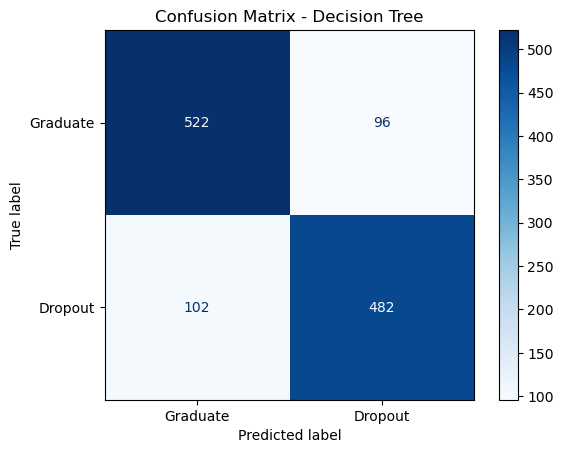 Confusion Matrix - Decision Tree
Graduate
Dropout
True label
522
96
102
482
Graduate
Dropout
Predicted label
500
450
400
350
300
250
200
150
100